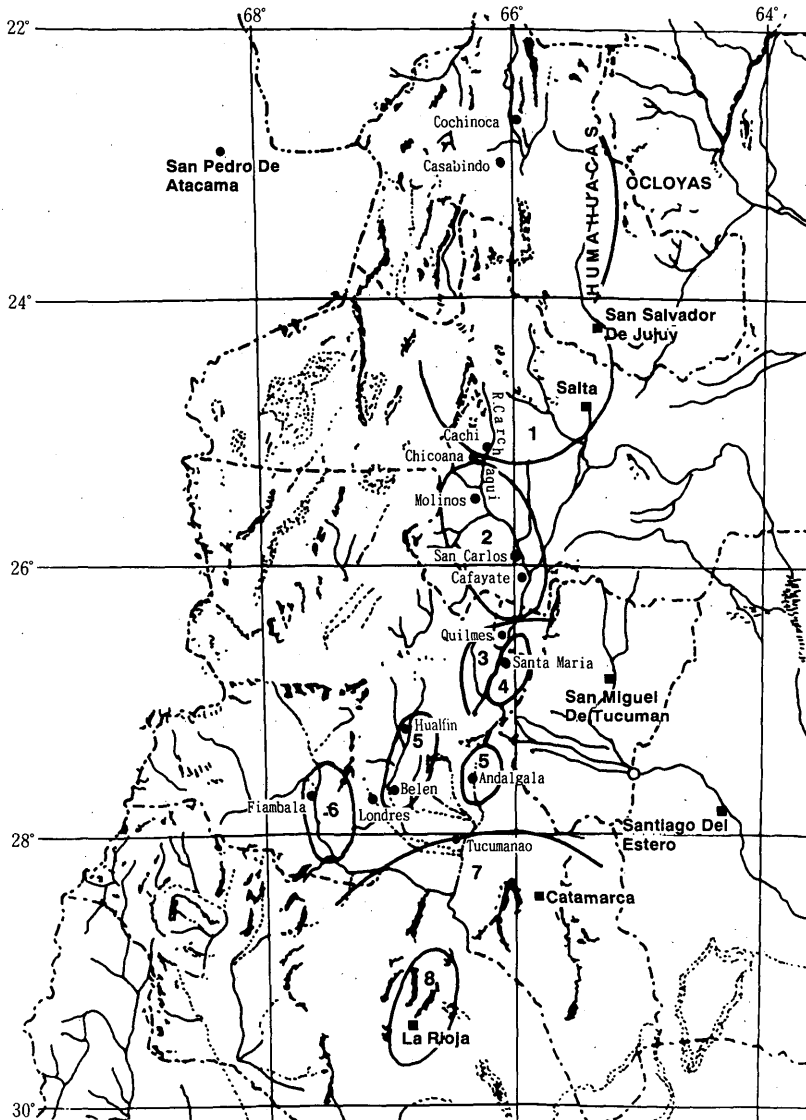 68°
66°
64°
22°
Cochinoca
San Pedro De
Atacama
Casabindo
HUMAHUACAS
OCLOYAS
24°
San Salvador
De Jujuy
Salta
R. Carchaqui
1
Cachi
Chicoana
Molinos
2
San Carlos
26°
Cafayate
Quilmes
3
Santa Maria
4
San Miguel
De Tucuman
Hualfin
5
5
Andalgala
Belen
Fiambala
6
Londres
Santiago Del
Estero
28°
Tucumanao
7
Catamarca
8
La Rioja
30°